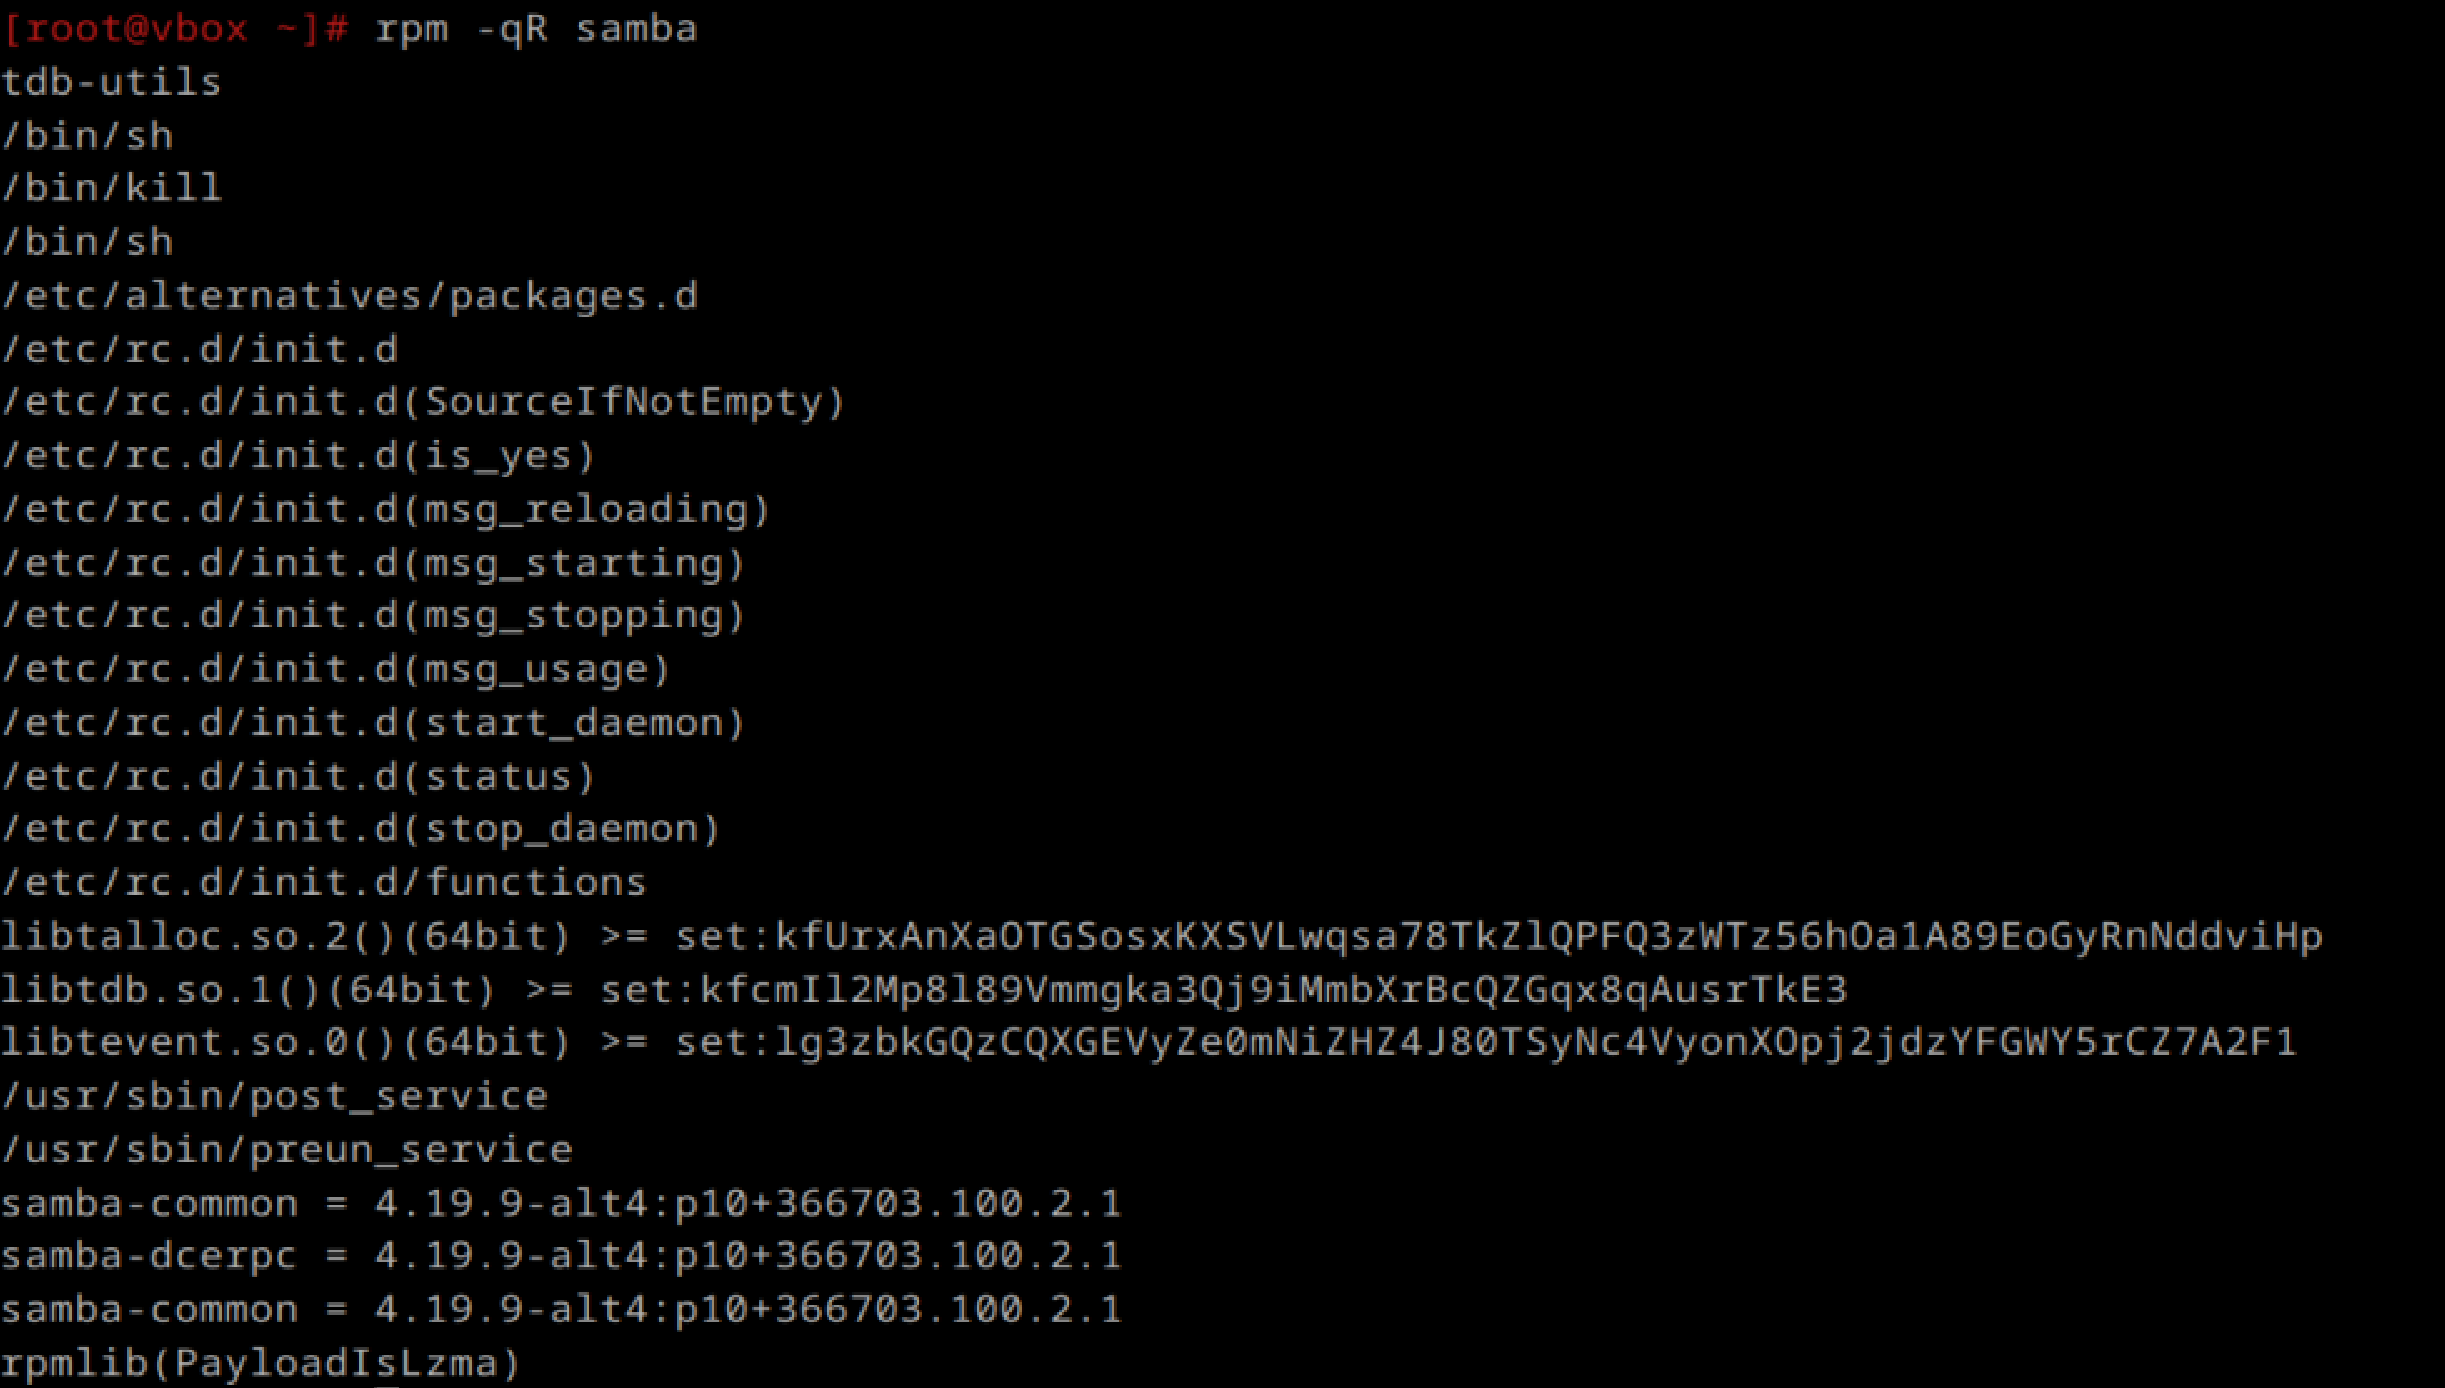 [root@vbox ~]# rpm -qR samba
tdb-utils
/bin/sh
/bin/kill
/bin/sh
/etc/alternatives/packages.d
/etc/rc.d/init.d
/etc/rc.d/init.d(SourceIfNotEmpty)
/etc/rc.d/init.d(is_yes)
/etc/rc.d/init.d(msg_reloading)
/etc/rc.d/init.d(msg_starting)
/etc/rc.d/init.d(msg_stopping)
/etc/rc.d/init.d(msg_usage)
/etc/rc.d/init.d(start_daemon)
/etc/rc.d/init.d(status)
/etc/rc.d/init.d(stop_daemon)
/etc/rc.d/init.d/functions
libtalloc.so.2()(64bit) >= set:kfUrxAnXaOTGSosxKXSVLwqsa78TkZlQPFQ3zWTz56hOa1A89EoGyRnNddviHp
libtdb.so.1()(64bit) >= set:kfcmIl2Mp8l89Vmmgka3Qj9iMmbXrBcQZGqx8qAusrTkE3
libtevent.so.0()(64bit) >= set:lg3zbkGQzCQXGEVyZe0mNiZHZ4J80TSyNc4VyonXOpj2jdzYFGWY5rCZ7A2F1
/usr/sbin/post_service
/usr/sbin/preun_service
samba-common = 4.19.9-alt4:p10+366703.100.2.1
samba-dcerpc = 4.19.9-alt4:p10+366703.100.2.1
samba-common = 4.19.9-alt4:p10+366703.100.2.1
rpmlib(PayloadIsLzma)